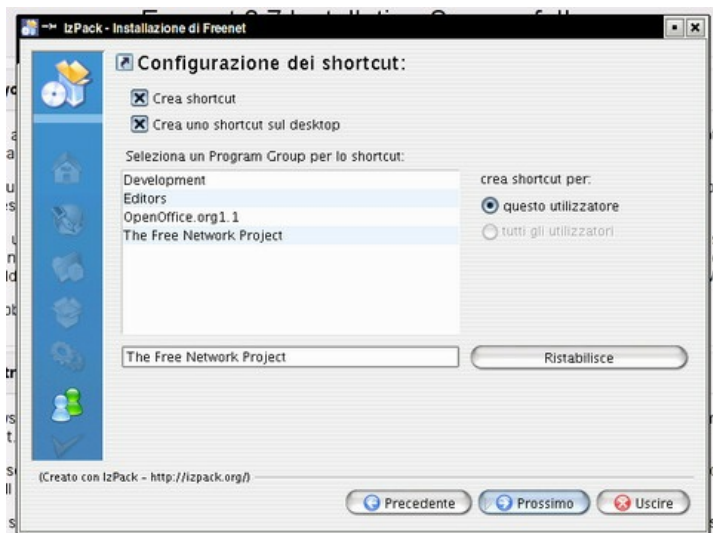 IzPack - Installazione di Freenet
Configurazione dei shortcut:
Crea shortcut
Crea uno shortcut sul desktop
Seleziona un Program Group per lo shortcut:
Development
Editors
OpenOffice.org1.1
The Free Network Project
crea shortcut per:
questo utilizzatore
tutti gli utilizzatori
The Free Network Project
Ristabilisce
(Creato con IzPack - http://izpack.org/)
Precedente
Prossimo
Uscire